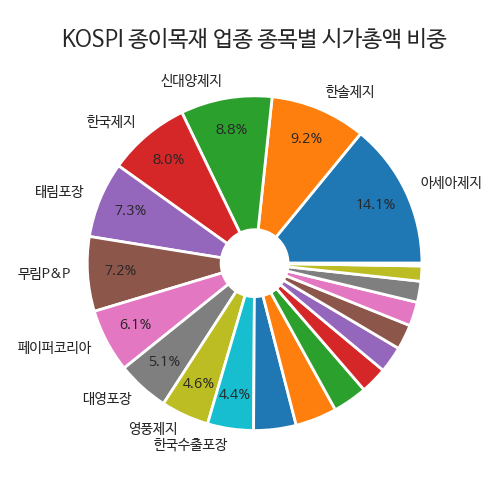 KOSPI 종이목재 업종 종목별 시가총액 비중
신대양제지
한솔제지
한국제지
8.8%
9.2%
8.0%
태림포장
아세아제지
7.3%
14.1%
무림P&P
7.2%
페이퍼코리아
6.1%
5.1%
대영포장
4.6%
4.4%
영풍제지
한국수출포장